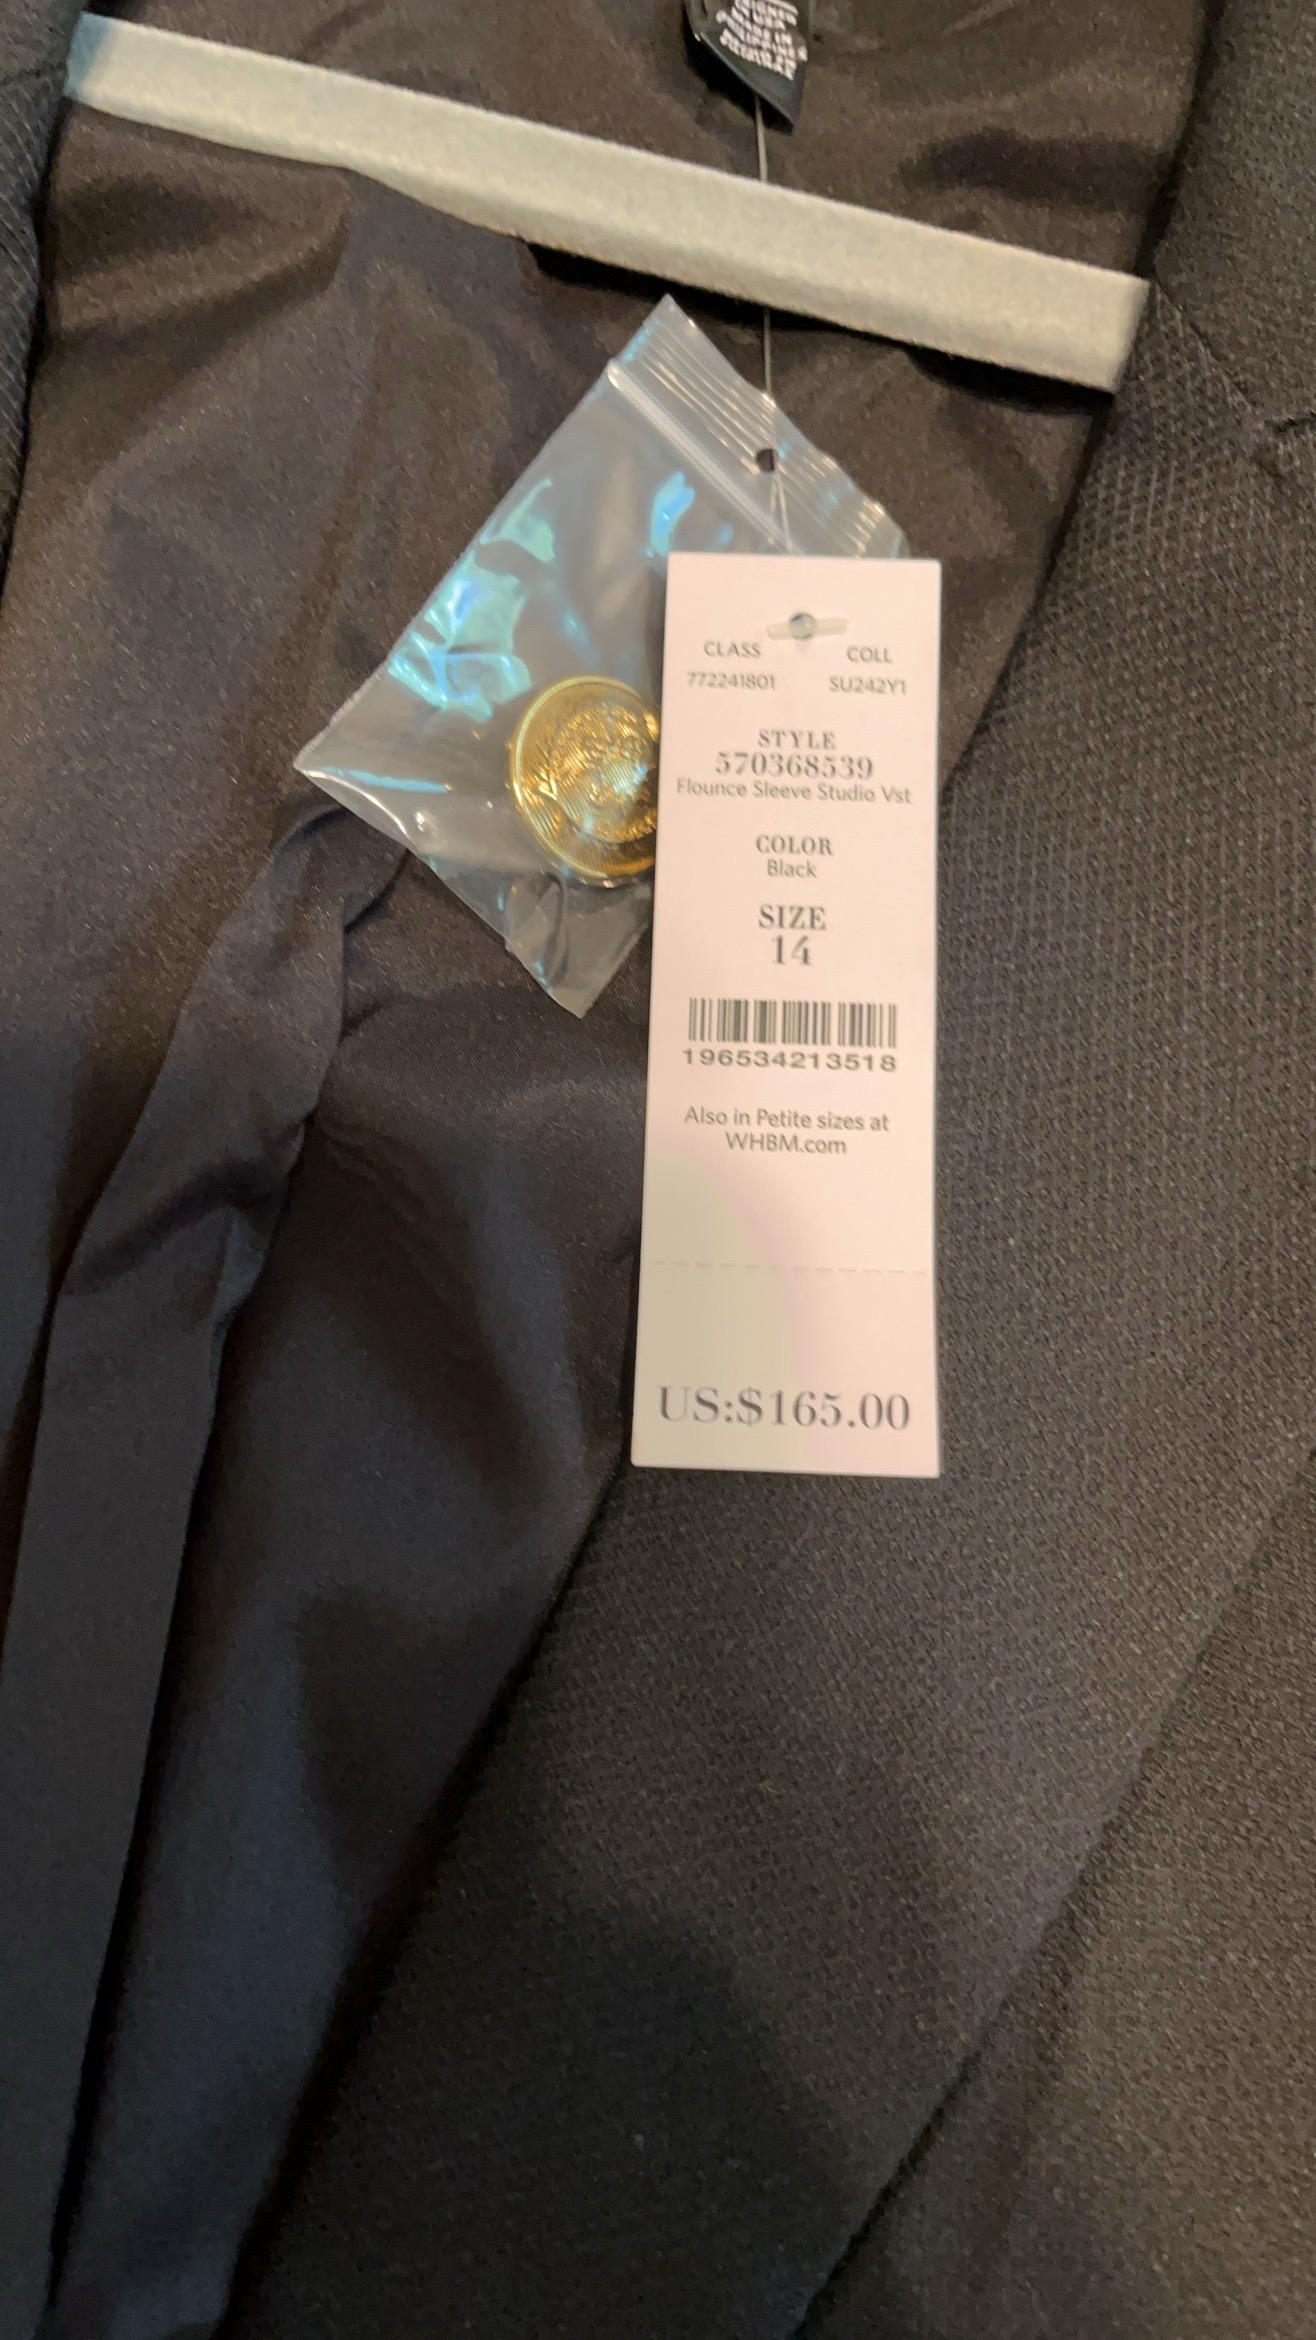 CLASS COLL
772241801 SU242Y1
STYLE
570368539
Flounce Sleeve Studio Vst
COLOR
Black
SIZE
14
196534213518
Also in Petite sizes at
WHBM.com
US:$165.00